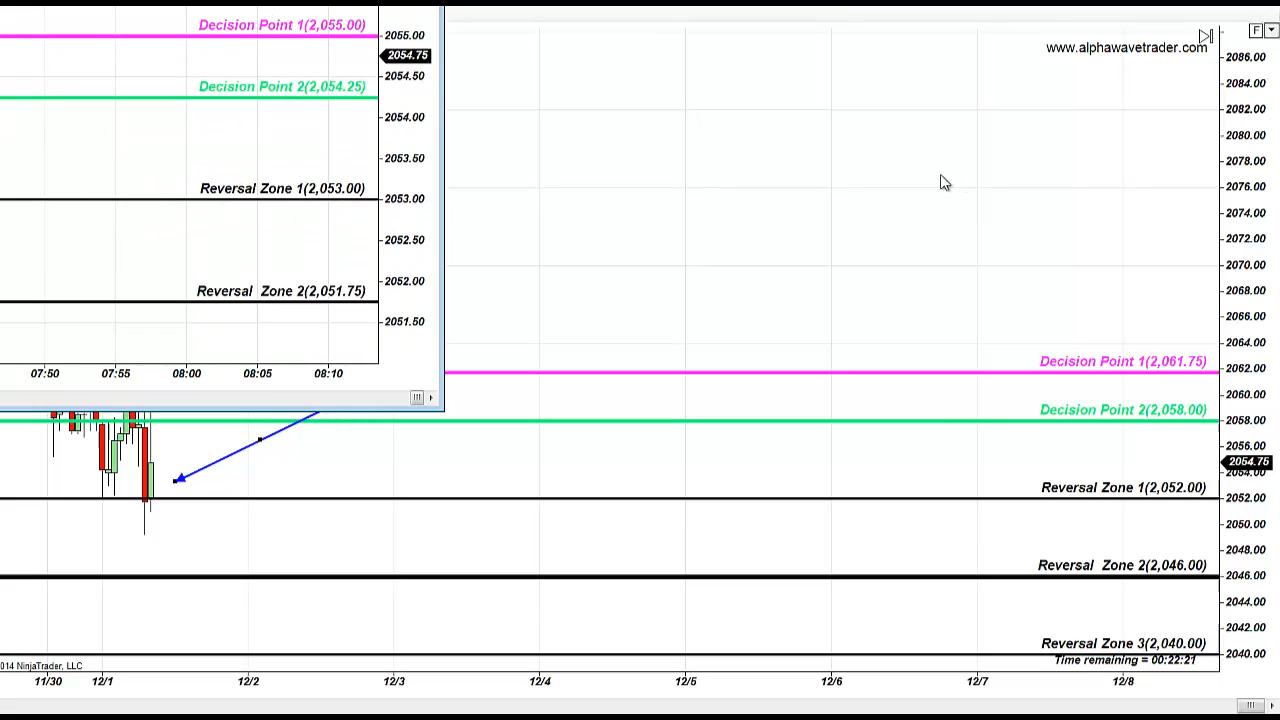 Decision Point 1(2,055.00)
2055.00
2054.75
2054.50
Decision Point 2(2,054.25)
2054.00
2053.50
Reversal Zone 1(2,053.00)
2053.00
2052.50
2052.00
Reversal  Zone 2(2,051.75)
2051.50
07:50 07:55 08:00 08:05 08:10
F
www.alphawavetrader.com
2086.00
2084.00
2082.00
2080.00
2078.00
2076.00
2074.00
2072.00
2070.00
2068.00
2066.00
2064.00
Decision Point 1(2,061.75)
2062.00
2060.00
Decision Point 2(2,058.00)
2058.00
2056.00
2054.75
2054.00
Reversal Zone 1(2,052.00)
2052.00
2050.00
2048.00
Reversal  Zone 2(2,046.00)
2046.00
2044.00
2042.00
Reversal Zone 3(2,040.00)
2040.00
Time remaining = 00:22:21
014 NinjaTrader, LLC
11/30 12/1 12/2 12/3 12/4 12/5 12/6 12/7 12/8